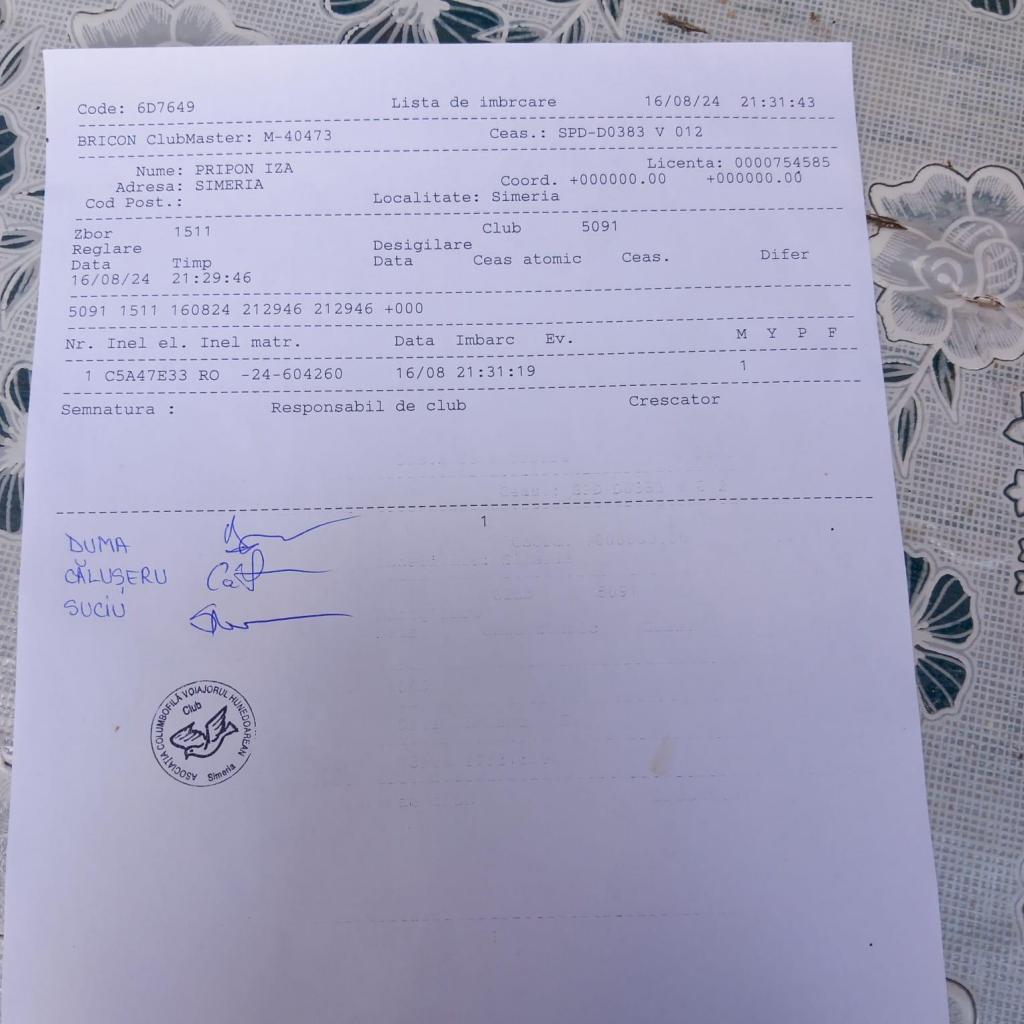 Code: 6D7649 Lista de imbrcare 16/08/24 21:31:43
BRICON ClubMaster: M-40473 Ceas.: SPD-D0383 V 012
Nume: PRIPON IZA Licenta: 0000754585
Adresa: SIMERIA Coord. +000000.00 +000000.00
Cod Post.: Localitate: Simeria
Zbor 1511 Club 5091
Reglare Desigilare
Data Timp Data Ceas atomic Ceas. Difer
16/08/24 21:29:46
5091 1511 160824 212946 212946 +000
Nr. Inel el. Inel matr. Data Imbarc Ev. M Y P F
1 C5A47E33 RO -24-604260 16/08 21:31:19 1
Semnatura : Responsabil de club Crescator
1
DUMA
CĂLUȘERU
SUCIU
ASOCIAȚIA COLUMBOFILĂ VOIAJORUL HUNEDOAREAN
Club
Simeria